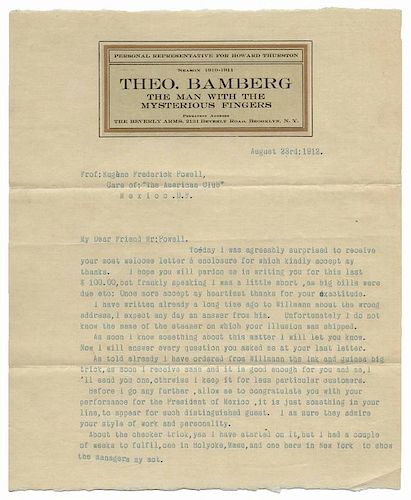 PERSONAL REPRESENTATIVE FOR HOWARD THURSTON
SEASON 1910-1911
THEO. BAMBERG
THE MAN WITH THE
MYSTERIOUS FINGERS
PERMANENT ADDRESS
THE BEVERLY ARMS, 2131 BEVERLY ROAD, BROOKLYN, N. Y.
August 23rd;1912.
Prof: Eugene Frederick Powell,
Care of:"The American Club"
Mexico.D.F.
My Dear Friend Mr:Powell.
Today I was agreeably surprised to receive
your most welcome letter & enclosure for which kindly accept my
thanks. I hope you will pardon me in writing you for this last
$ 100.00,but frankly speaking I was a little short ,as big bills were
due etc: Once more accept my heartiest thanks for your exactitude.
I have written already a long time ago to Willmann about the wrong
address,I expect any day an answer from his. Unfortunately I do not
know the name of the steamer on which your illusion was shipped.
As soon I know something about this matter I will let you know.
Now I will answer every question you asked me at your last letter.
As told already I have ordered from Willmann the Ink and Guinea big
trick,as soon I receive same and it is good enough for you and me,I
'll send you one,othrwise I keep it for less particular customers.
Before I go any further ,allow me to congratulate you with your
performance for the President of Mexico ,it is just something in your
line,to appear for such distinguished guest. I am sure they admire
your style of work and personality.
About the checker trick,yes I have started on it,but I had a couple
of weeks to fulfil,one in Holyoke,Mass,and one here in New York to show
the managers my act.